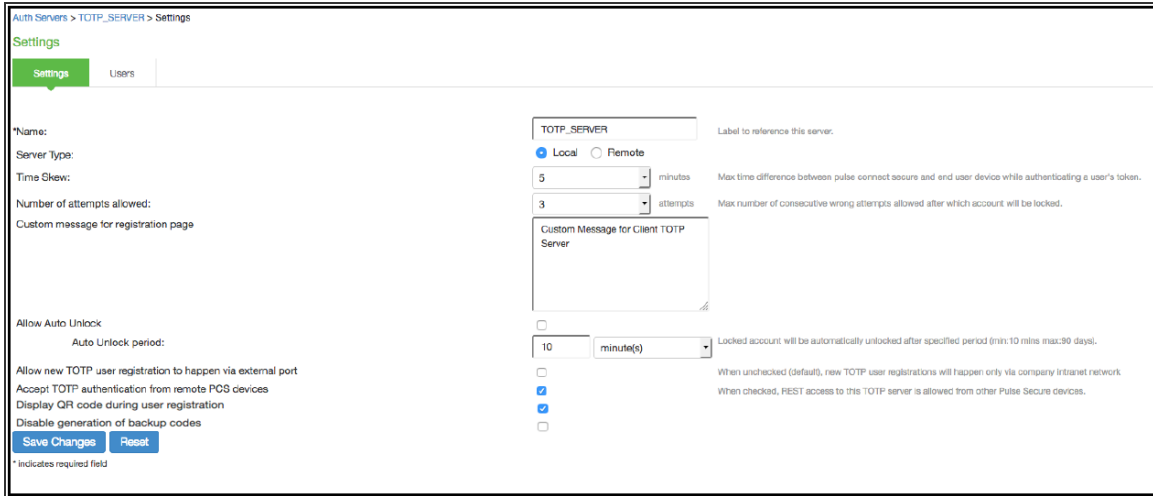 Auth Servers > TOTP_SERVER > Settings
Settings
Settings Users
*Name: TOTP_SERVER Label to reference this server.
Server Type: Local Remote
Time Skew: 5 minutes Max time difference between pulse connect secure and end user device while authenticating a user's token.
Number of attempts allowed: 3 attempts Max number of consecutive wrong attempts allowed after which account will be locked.
Custom message for registration page Custom Message for Client TOTP
Server
Allow Auto Unlock
Auto Unlock period: 10 minute(s) Locked account will be automatically unlocked after specified period (min:10 mins max:90 days).
Allow new TOTP user registration to happen via external port When unchecked (default), new TOTP user registrations will happen only via company intranet network
Accept TOTP authentication from remote PCS devices When checked, REST access to this TOTP server is allowed from other Pulse Secure devices.
Display QR code during user registration
Disable generation of backup codes
Save Changes Reset
* indicates required field